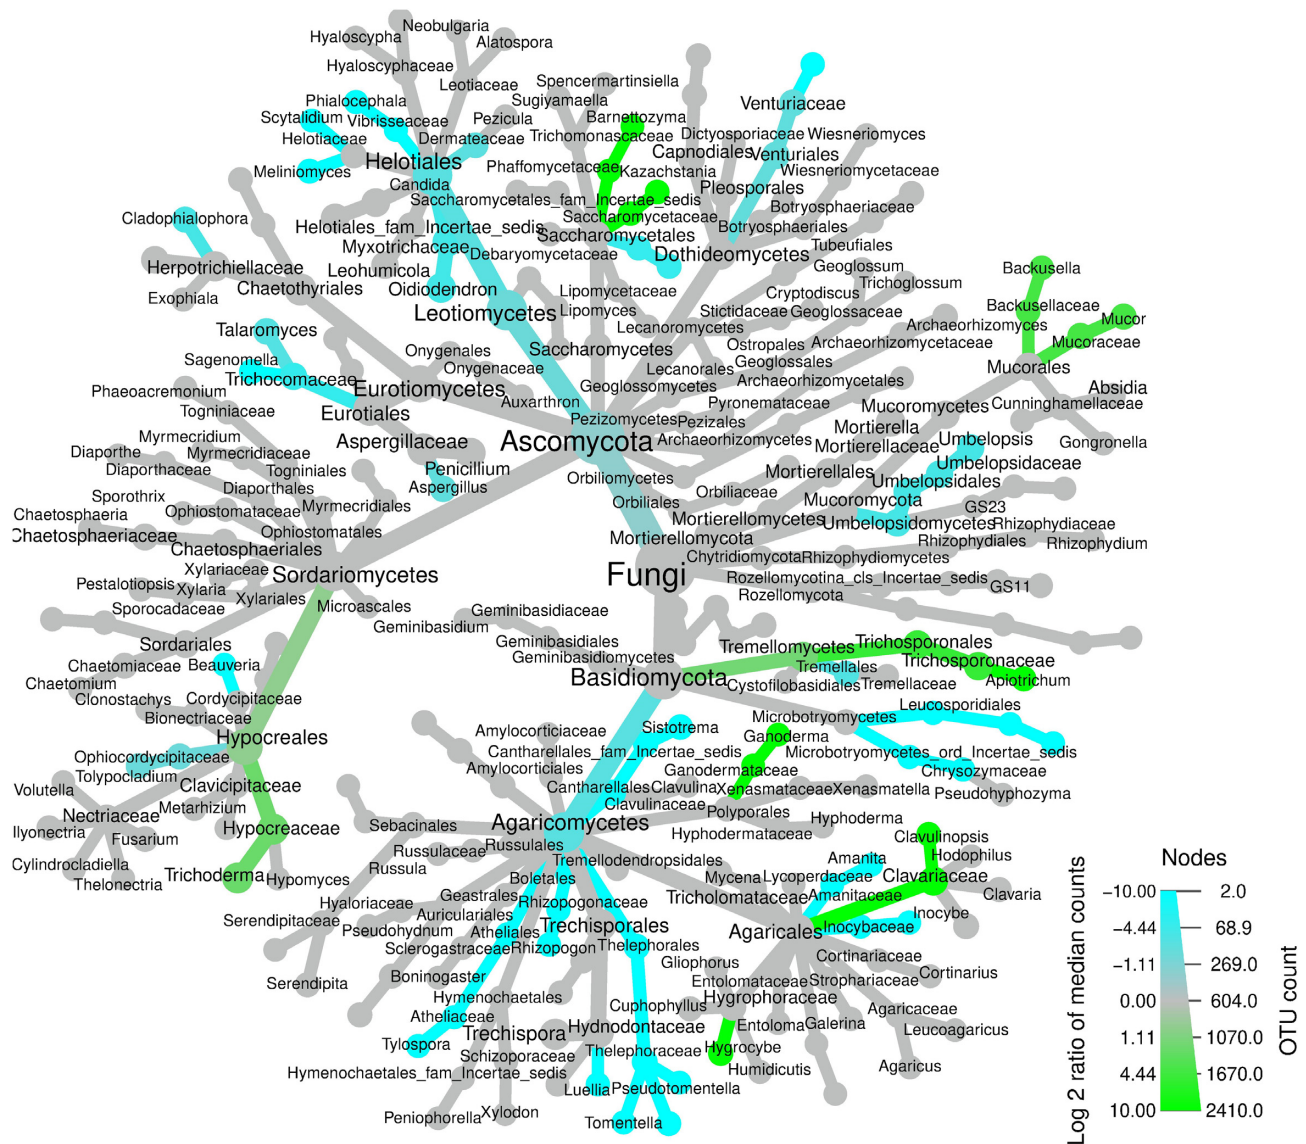 Neobulgaria
Hyaloscypha
Alatospora
Hyaloscyphaceae
Leotiaceae
Spencermartinsiella
Phialocephala
Sugiyamaella
Venturiaceae
Scytalidium
Vibrisseaceae
Pezicula
Barnettozyma
Helotiaceae
Dermateaceae
Trichomonascaceae
Dictyosporiaceae
Wiesneriomyces
Helotiales
Capnodiales
Venturiales
Meliniomyces
Phaffomycetaceae
Kazachstania
Wiesneriomycetaceae
Candida
Pleosporales
Saccharomycetales_fam_Incertae_sedis
Botryosphaeriaceae
Cladophialophora
Saccharomycetaceae
Helotiales_fam_Incertae_sedis
Saccharomycetales
Botryosphaeriales
Myxotrichaceae
Debaryomycetaceae
Dothideomycetes
Tubeufiales
Herpotrichiellaceae
Leohumicola
Geoglossum
Backusella
Chaetothyriales
Oidiodendron
Lipomycetaceae
Cryptodiscus
Trichoglossum
Exophiala
Leotiomycetes
Lipomyces
Stictidaceae
Geoglossaceae
Backusellaceae
Talaromyces
Lecanoromycetes
Archaeorhizomyces
Mucor
Sagenomella
Onygenales
Saccharomycetes
Ostropales
Archaeorhizomycetaceae
Mucoraceae
Trichocomaceae
Onygenaceae
Lecanorales
Geoglossales
Mucorales
Phaeoacremonium
Eurotiomycetes
Geoglossomycetes
Archaeorhizomycetales
Absidia
Togniniaceae
Eurotiales
Auxarthron
Pyronemataceae
Mucoromycetes
Cunninghamellaceae
Myrmecridium
Aspergillaceae
Ascomycota
Pezizomycetes
Pezizales
Mortierella
Diaporthe
Myrmecridiaceae
Archaeorhizomycetes
Mortierellaceae
Umbelopsis
Gongronella
Diaporthaceae
Togniniales
Penicillium
Orbiliomycetes
Mortierellales
Umbelopsidaceae
Sporothrix
Diaporthales
Aspergillus
Orbiliaceae
Umbelopsidales
Chaetosphaeria
Ophiostomataceae
Myrmecridiales
Orbiliales
Mucoromycota
GS23
Chaetosphaeriaceae
Ophiostomatales
Mortierellomycetes
Umbelopsidomycetes
Rhizophydiaceae
Chaetosphaeriales
Mortierellomycota
Rhizophydiales
Rhizophydium
Xylariaceae
Sordariomycetes
Fungi
Chytridiomycota
Rhizophydiomycetes
Pestalotiopsis
Xylaria
Xylariales
Microascales
Rozellomycotina_cls_Incertae_sedis
GS11
Sporocadaceae
Geminibasidiaceae
Rozellomycota
Geminibasidium
Sordariales
Geminibasidiales
Tremellomycetes
Trichosporonales
Chaetomiaceae
Beauveria
Geminibasidiomycetes
Tremellales
Trichosporonaceae
Chaetomium
Basidiomycota
Cystofilobasidiales
Tremellaceae
Apiotrichum
Clonostachys
Cordycipitaceae
Leucosporidiales
Bionectriaceae
Sistotrema
Microbotryomycetes
Hypocreales
Amylocorticiaceae
Ganoderma
Ophiocordycipitaceae
Cantharellales_fam_Incertae_sedis
Microbotryomycetes_ord_Incertae_sedis
Tolypocladium
Amylocorticiales
Ganodermataceae
Chrysozymaceae
Volutella
Clavicipitaceae
Cantharellales
Clavulina
Xenasmataceae
Xenasmatella
Pseudohyphozyma
Metarhizium
Clavulinaceae
Nectriaceae
Polyporales
Ilyonectria
Hypocreaceae
Sebacinales
Agaricomycetes
Hyphoderma
Fusarium
Hyphodermataceae
Clavulinopsis
Cylindrocladiella
Russulaceae
Russulales
Tremellodendropsidales
Amanita
Hodophilus
Thelonectria
Trichoderma
Hypomyces
Russula
Boletales
Mycena
Lycoperdaceae
Clavariaceae
Hyaloriaceae
Geastrales
Rhizopogonaceae
Tricholomataceae
Amanitaceae
Clavaria
Serendipitaceae
Auriculariales
Trechisporales
Inocybe
Pseudohydnum
Atheliales
Agaricales
Inocybaceae
Sclerogastraceae
Rhizopogon
Thelephorales
Cortinariaceae
Serendipita
Boninogaster
Gliophorus
Entolomataceae
Strophariaceae
Cortinarius
Hymenochaetales
Cuphophyllus
Hygrophoraceae
Agaricaceae
Atheliaceae
Trechispora
Hydnodontaceae
Entoloma
Galerina
Leucoagaricus
Tylospora
Schizoporaceae
Thelephoraceae
Hygrocybe
Hymenochaetales_fam_Incertae_sedis
Luellia
Pseudotomentella
Humidicutis
Agaricus
Peniophorella
Xylodon
Tomentella
Nodes
−10.00 2.0
−4.44 68.9
−1.11 269.0
0.00 604.0
1.11 1070.0
4.44 1670.0
10.00 2410.0
Log 2 ratio of median counts
OTU count